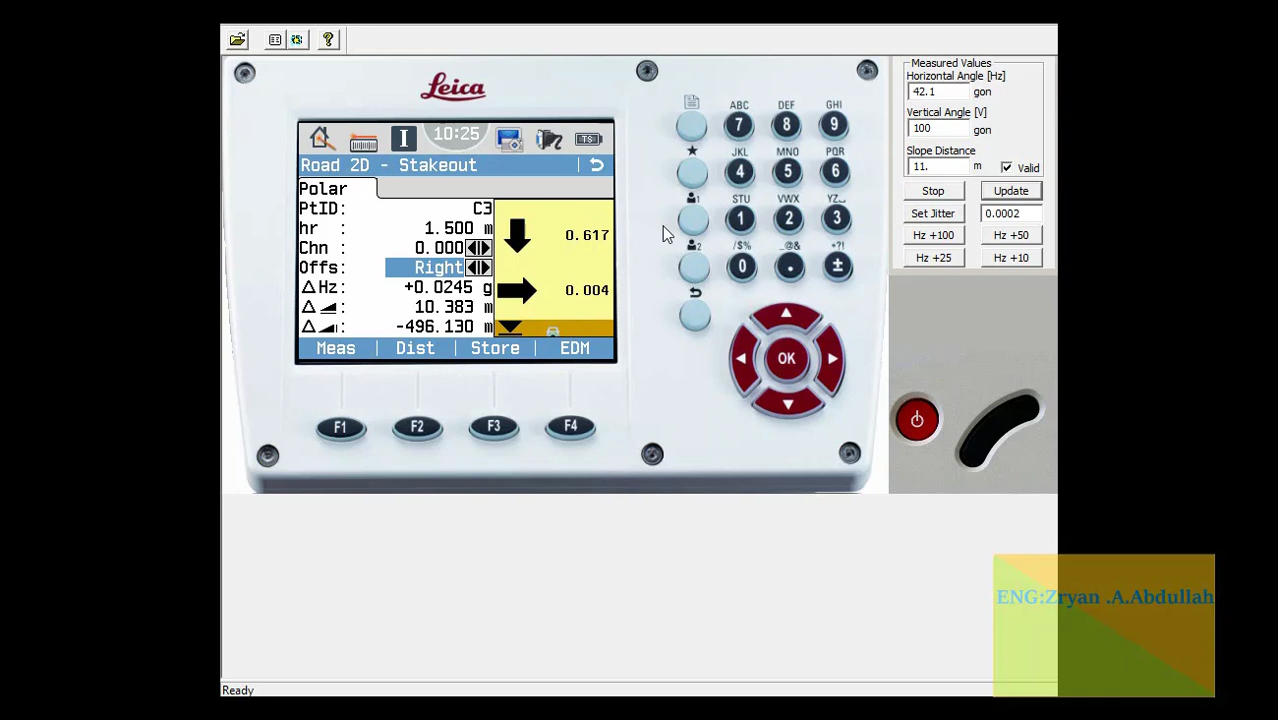 Leica
10:25
TS
Road 2D - Stakeout
Polar
PtID: C3
hr : 1.500 m
Chn : 0.000
Offs: Right
ΔHz: +0.0245 g
Δ : 10.383 m
Δ : -496.130 m
0.617
0.004
Meas | Dist | Store | EDM
F1 F2 F3 F4
ABC DEF GHI
7 8 9
JKL MNO PQR
4 5 6
STU VWX YZ_
1 2 3
/$% _@& +?!
0 . ±
1
2
OK
Measured Values
Horizontal Angle [Hz]
42.1 gon
Vertical Angle [V]
100 gon
Slope Distance
11. m Valid
Stop Update
Set Jitter 0.0002
Hz +100 Hz +50
Hz +25 Hz +10
ENG:Zryan .A.Abdullah
Ready